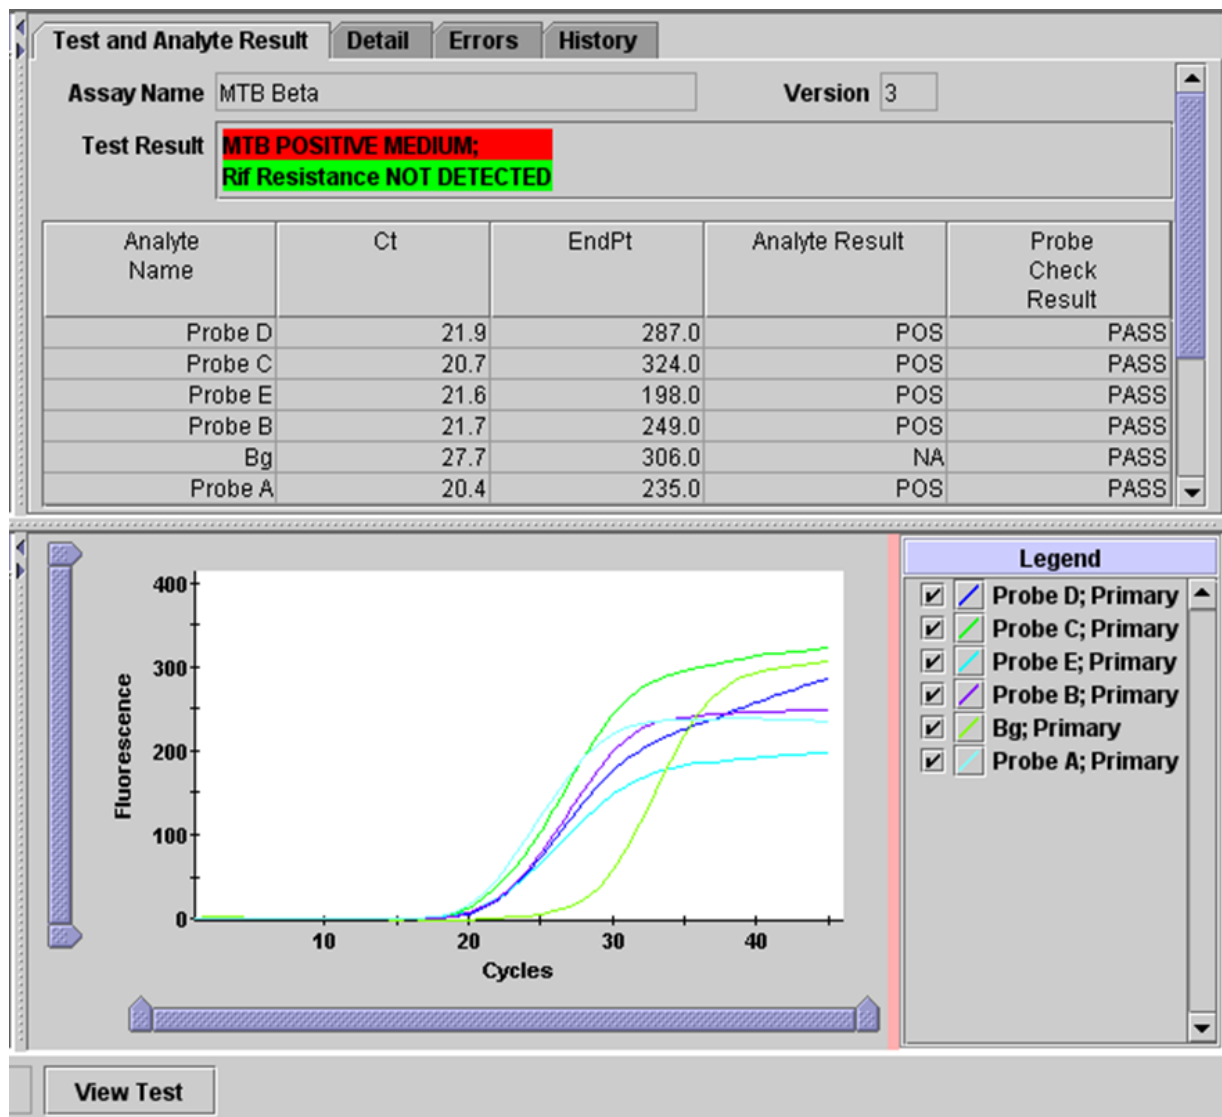 Test and Analyte Result Detail Errors History
Assay Name MTB Beta Version 3
Test Result MTB POSITIVE MEDIUM;
Rif Resistance NOT DETECTED
Analyte Name Ct EndPt Analyte Result Probe Check Result
Probe D 21.9 287.0 POS PASS
Probe C 20.7 324.0 POS PASS
Probe E 21.6 198.0 POS PASS
Probe B 21.7 249.0 POS PASS
Bg 27.7 306.0 NA PASS
Probe A 20.4 235.0 POS PASS
400
300
200
100
0
Fluorescence
10 20 30 40
Cycles
Legend
Probe D; Primary
Probe C; Primary
Probe E; Primary
Probe B; Primary
Bg; Primary
Probe A; Primary
View Test